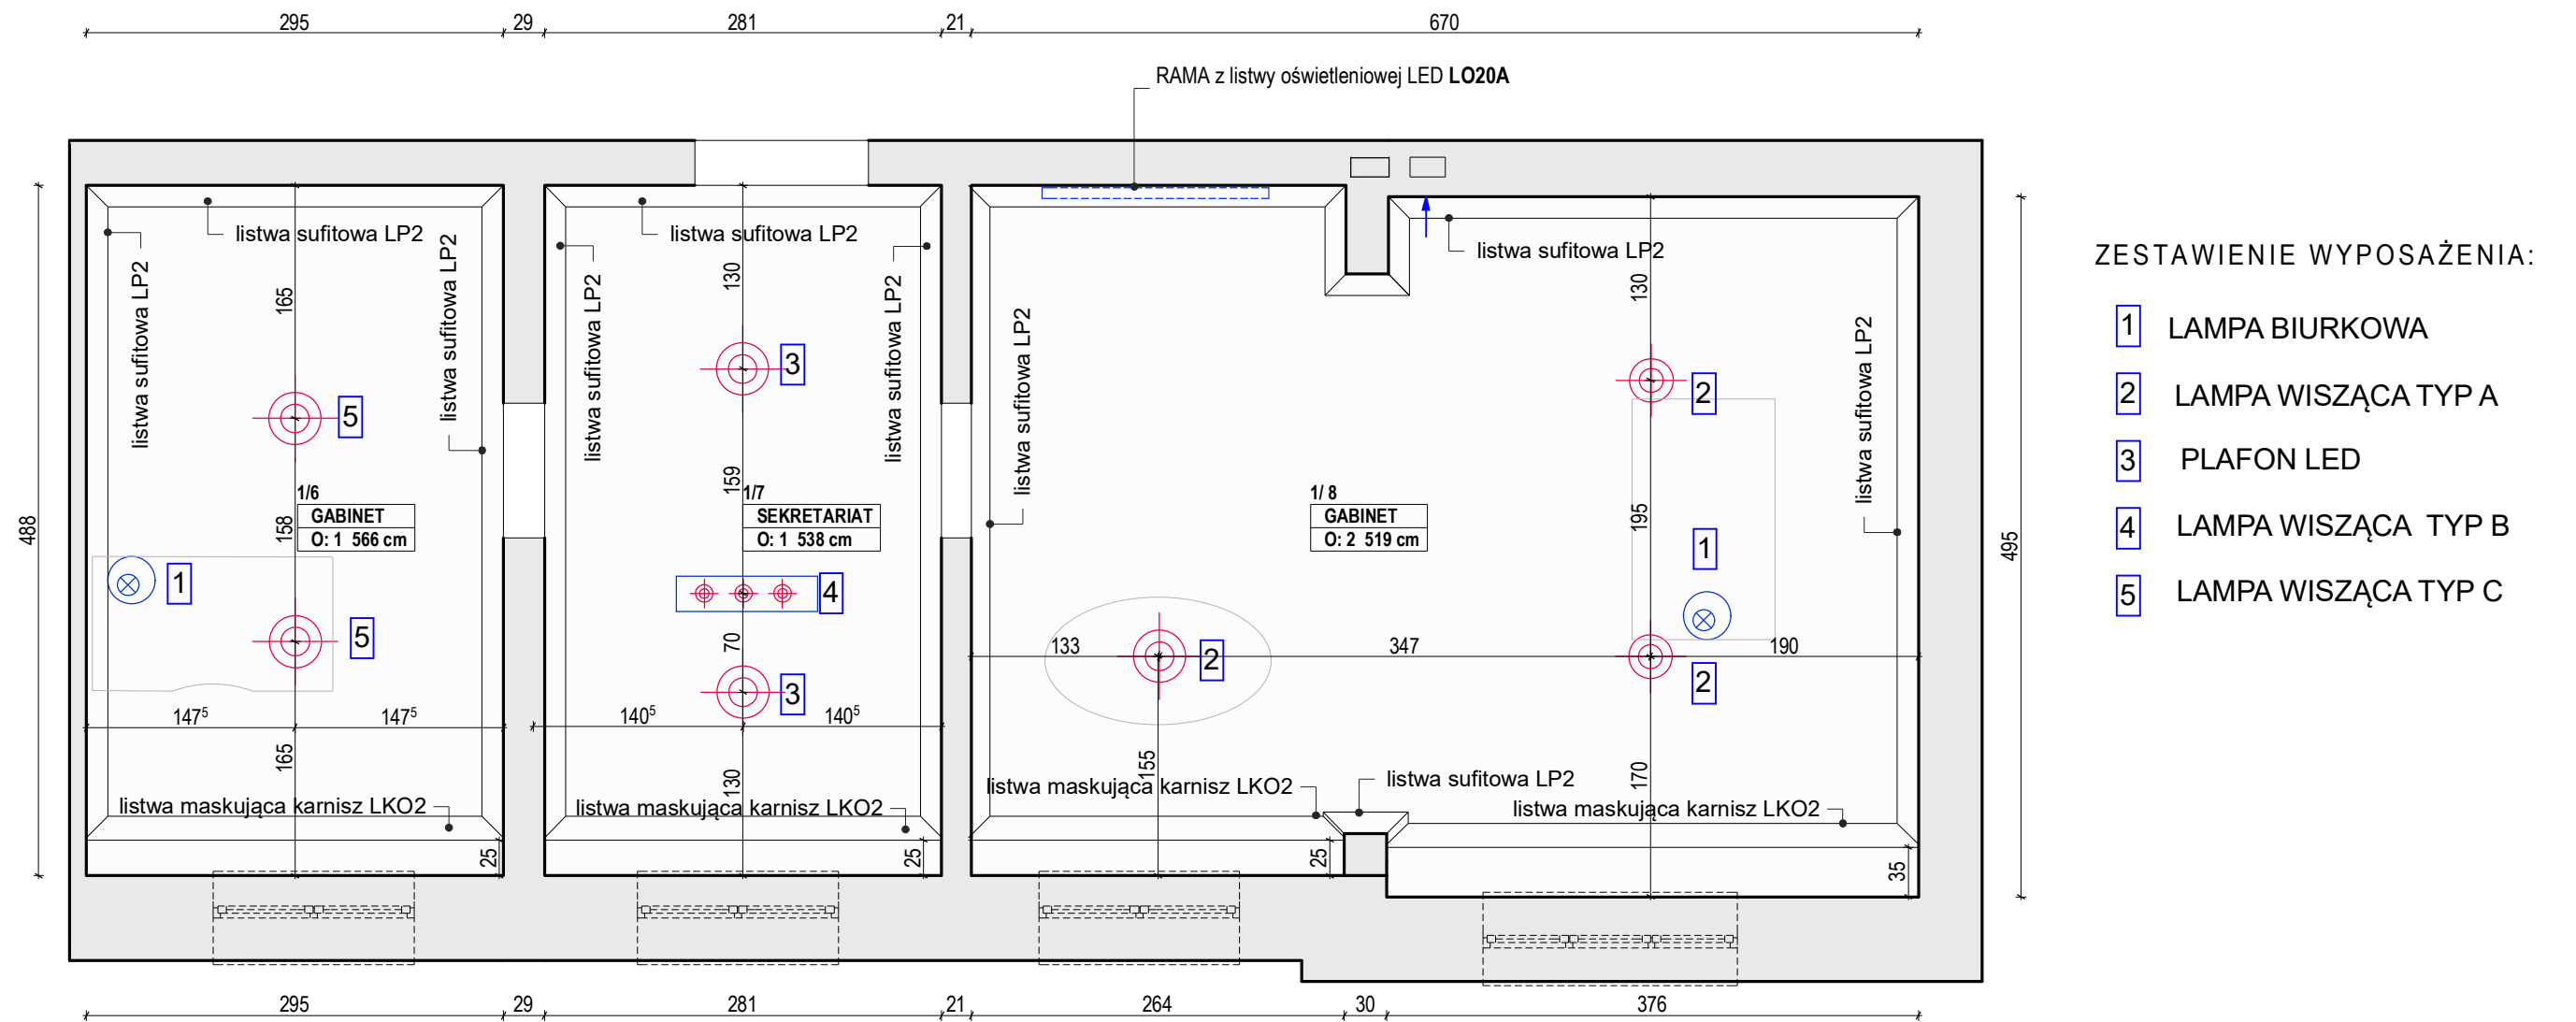 295 29 281 21 670
RAMA z listwy oświetleniowej LED LO20A
listwa sufitowa LP2
listwa sufitowa LP2
listwa sufitowa LP2
165
5
1/6
GABINET
O: 1 566 cm
158
1
5
147⁵ 147⁵
165
listwa maskująca karnisz LKO2
25
488
listwa sufitowa LP2
listwa sufitowa LP2
listwa sufitowa LP2
130
3
159
1/7
SEKRETARIAT
O: 1 538 cm
4
70
3
140⁵ 140⁵
130
listwa maskująca karnisz LKO2
25
listwa sufitowa LP2
listwa sufitowa LP2
listwa sufitowa LP2
130
2
1/ 8
GABINET
O: 2 519 cm
195
1
133 2 347 190
2
155
170
listwa maskująca karnisz LKO2
listwa sufitowa LP2
listwa maskująca karnisz LKO2
25
35
495
295 29 281 21 264 30 376
ZESTAWIENIE WYPOSAŻENIA:
1 LAMPA BIURKOWA
2 LAMPA WISZĄCA TYP A
3 PLAFON LED
4 LAMPA WISZĄCA TYP B
5 LAMPA WISZĄCA TYP C